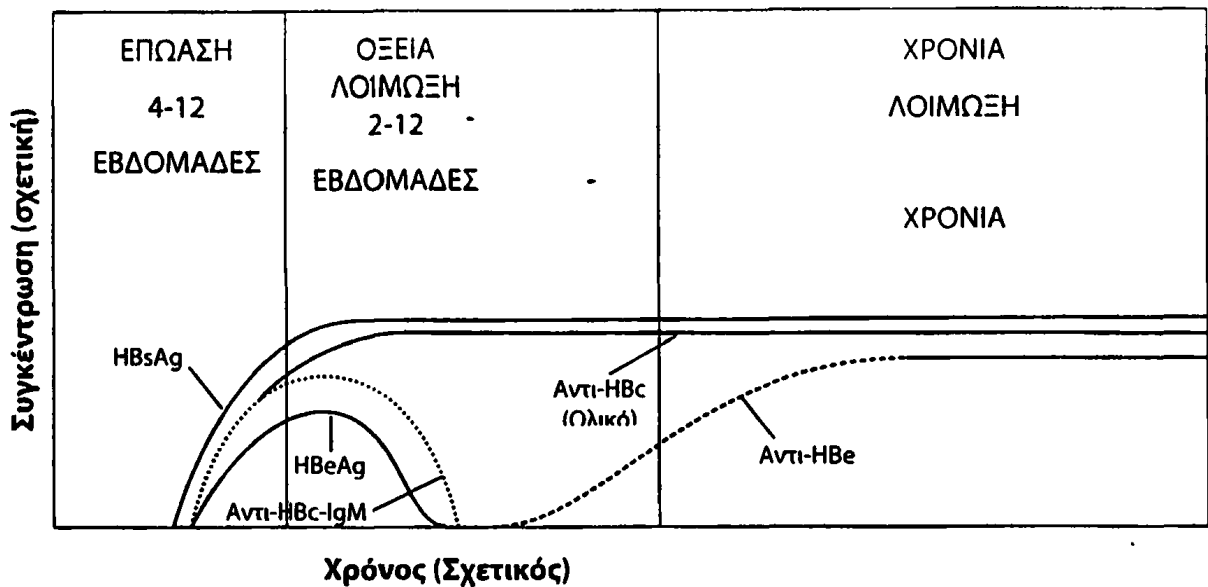 ΕΠΩΑΣΗ
4-12
ΕΒΔΟΜΑΔΕΣ
ΟΞΕΙΑ
ΛΟΙΜΩΞΗ
2-12
ΕΒΔΟΜΑΔΕΣ
ΧΡΟΝΙΑ
ΛΟΙΜΩΞΗ
ΧΡΟΝΙΑ
Συγκέντρωση (σχετική)
HBsAg
HBeAg
Αντι-HBc-IgM
Αντι-HBc
(Ολικό)
Αντι-HBe
Χρόνος (Σχετικός)